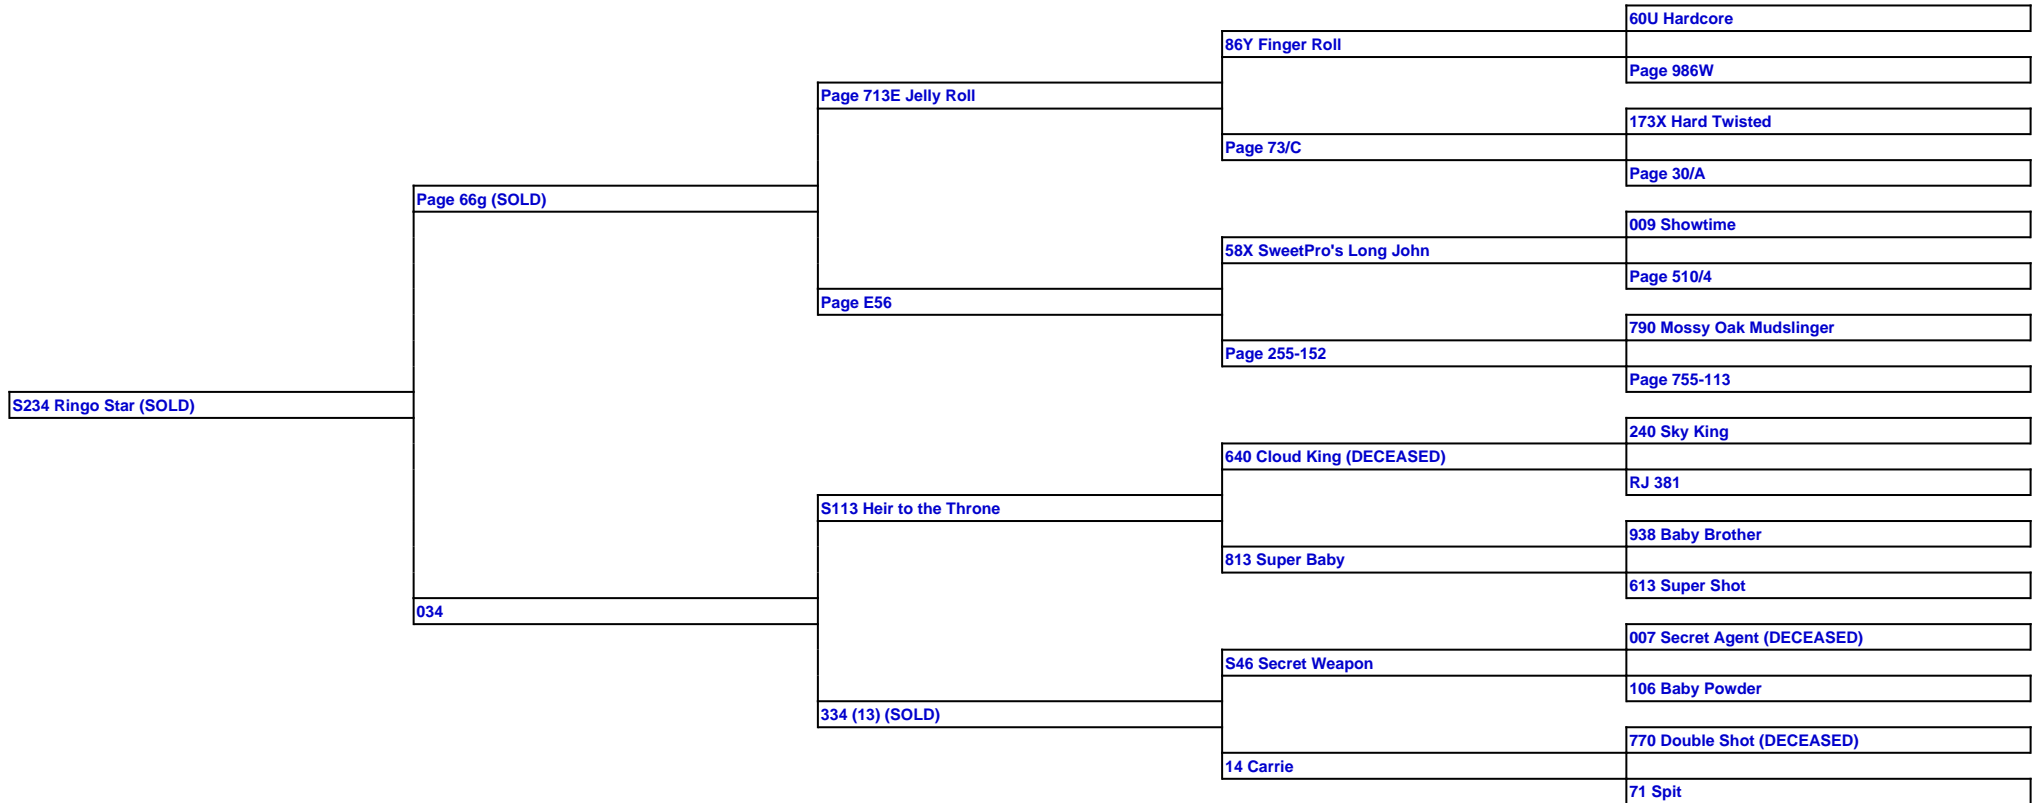 60U Hardcore
86Y Finger Roll
Page 986W
Page 713E Jelly Roll
173X Hard Twisted
Page 73/C
Page 30/A
Page 66g (SOLD)
009 Showtime
58X SweetPro's Long John
Page 510/4
Page E56
790 Mossy Oak Mudslinger
Page 255-152
Page 755-113
S234 Ringo Star (SOLD)
240 Sky King
640 Cloud King (DECEASED)
RJ 381
S113 Heir to the Throne
938 Baby Brother
813 Super Baby
613 Super Shot
034
007 Secret Agent (DECEASED)
S46 Secret Weapon
106 Baby Powder
334 (13) (SOLD)
770 Double Shot (DECEASED)
14 Carrie
71 Spit